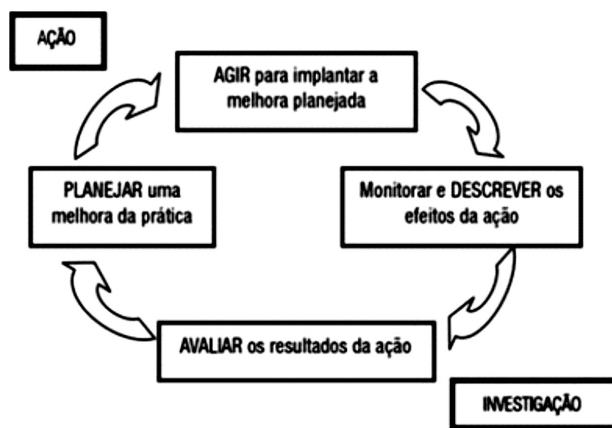 AÇÃO
AGIR para implantar a
melhora planejada
PLANEJAR uma
melhora da prática
Monitorar e DESCREVER os
efeitos da ação
AVALIAR os resultados da ação
INVESTIGAÇÃO